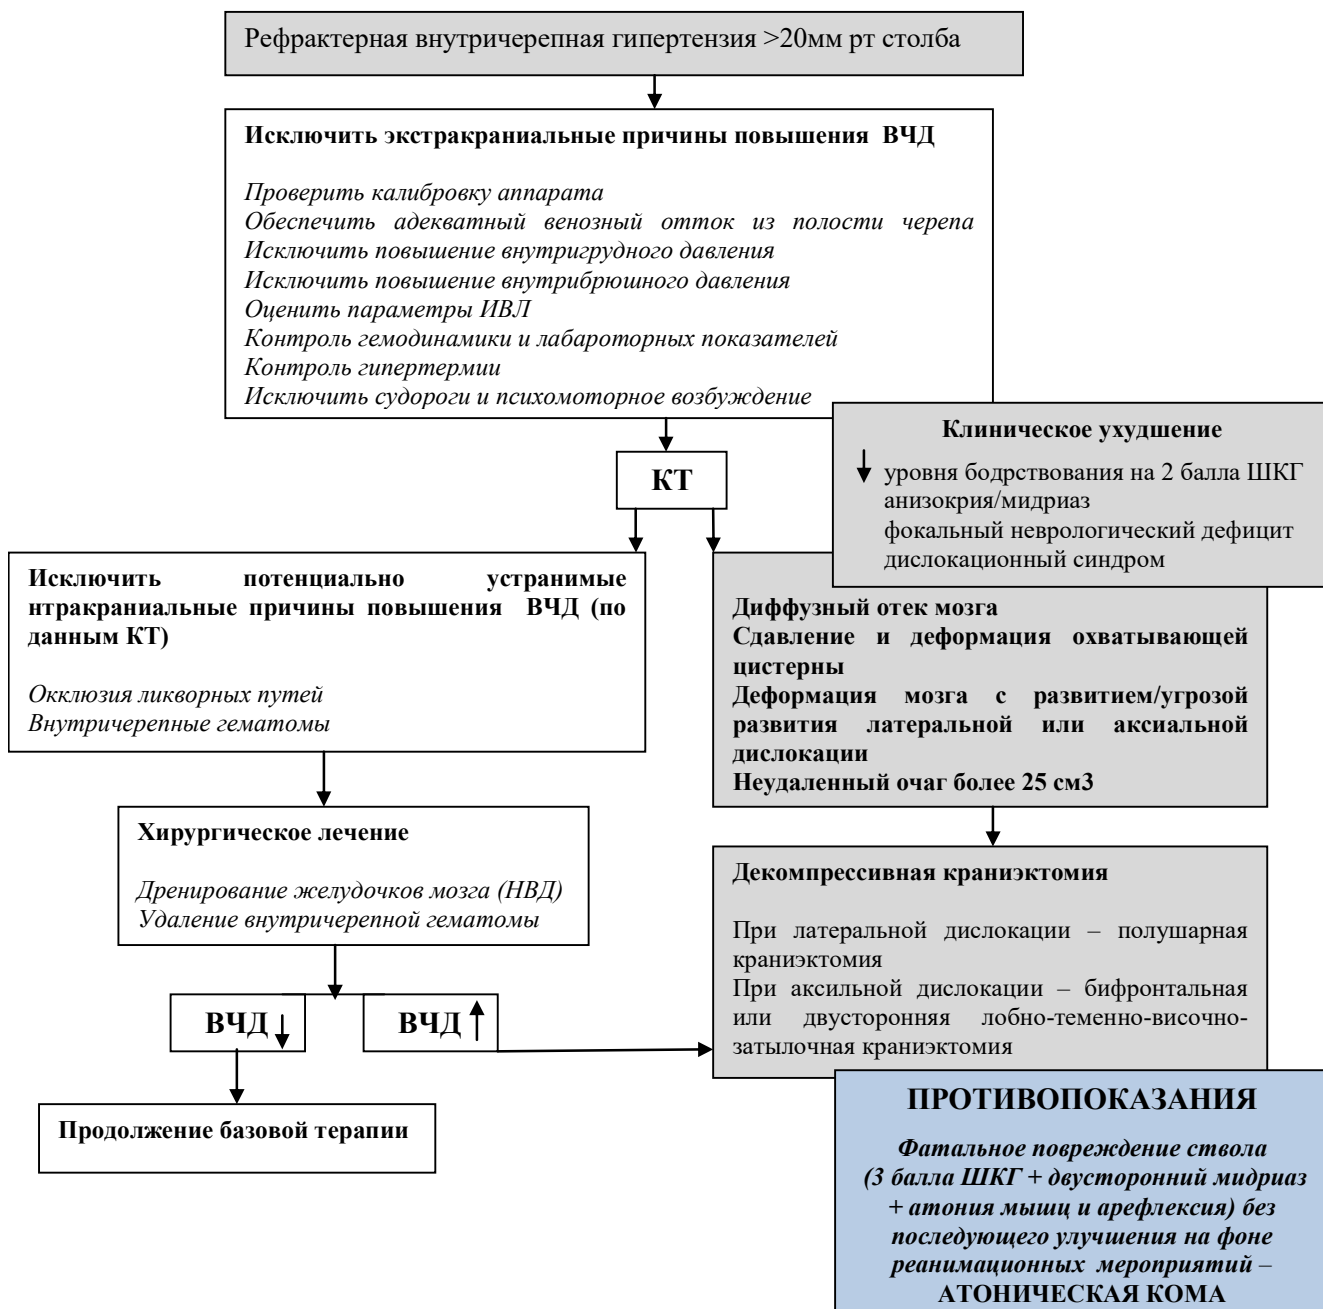 Рефрактерная внутричерепная гипертензия >20мм рт столба
Исключить экстракраниальные причины повышения ВЧД
Проверить калибровку аппарата
Обеспечить адекватный венозный отток из полости черепа
Исключить повышение внутригрудного давления
Исключить повышение внутрибрюшного давления
Оценить параметры ИВЛ
Контроль гемодинамики и лабароторных показателей
Контроль гипертермии
Исключить судороги и психомоторное возбуждение
Клиническое ухудшение
↓ уровня бодрствования на 2 балла ШКГ
анизокрия/мидриаз
фокальный неврологический дефицит
дислокационный синдром
КТ
Исключить потенциально устранимые
нтракраниальные причины повышения ВЧД (по
данным КТ)
Окклюзия ликворных путей
Внутричерепные гематомы
Диффузный отек мозга
Сдавление и деформация охватывающей
цистерны
Деформация мозга с развитием/угрозой
развития латеральной или аксиальной
дислокации
Неудаленный очаг более 25 см3
Хирургическое лечение
Дренирование желудочков мозга (НВД)
Удаление внутричерепной гематомы
Декомпрессивная краниэктомия
При латеральной дислокации – полушарная
краниэктомия
При аксильной дислокации – бифронтальная
или двусторонняя лобно-теменно-височно-
затылочная краниэктомия
ВЧД ↓
ВЧД ↑
Продолжение базовой терапии
ПРОТИВОПОКАЗАНИЯ
Фатальное повреждение ствола
(3 балла ШКГ + двусторонний мидриаз
+ атония мышц и арефлексия) без
последующего улучшения на фоне
реанимационных мероприятий –
АТОНИЧЕСКАЯ КОМА